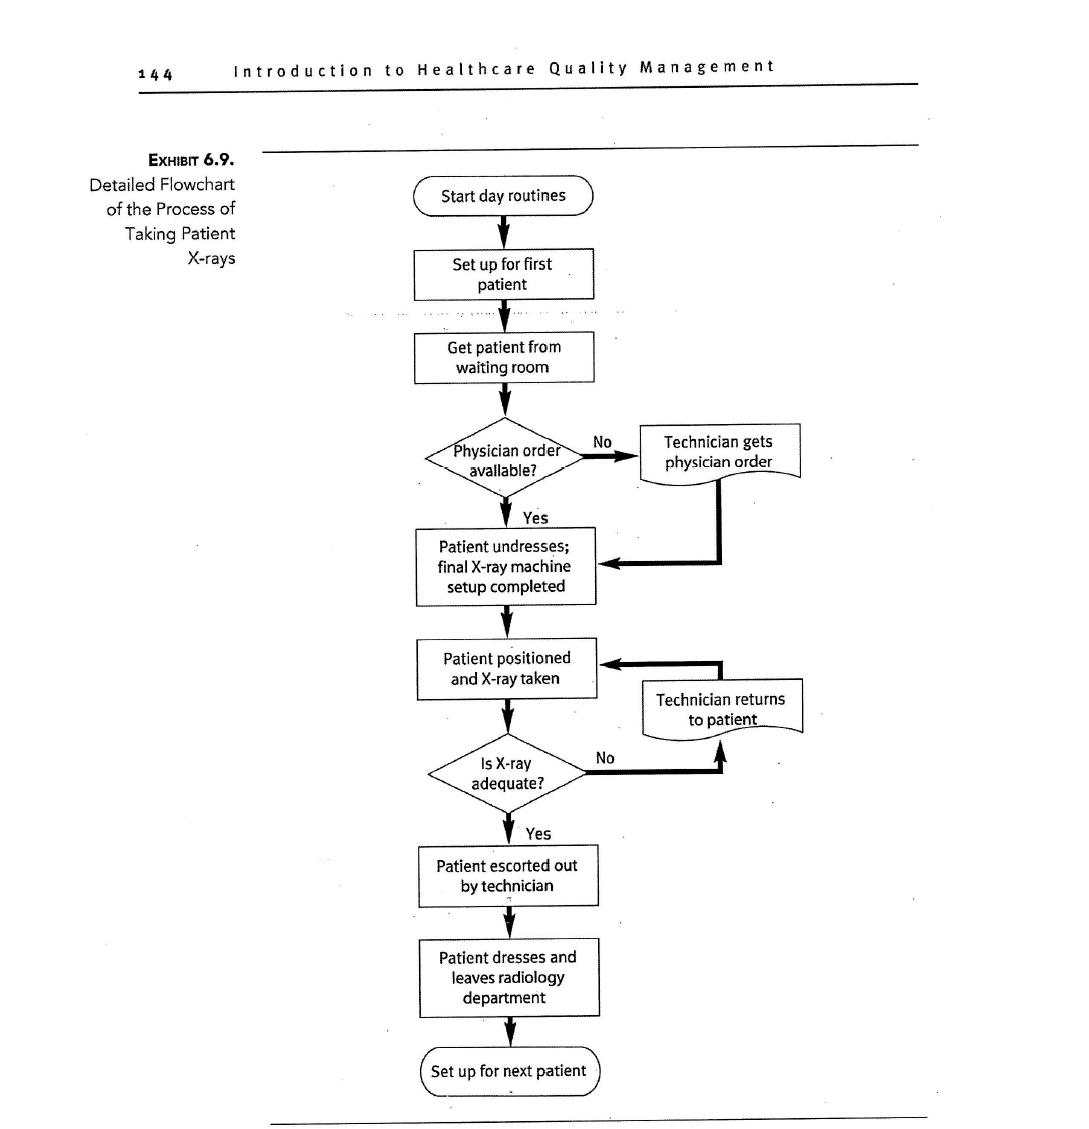 144 Introduction to Healthcare Quality Management
EXHIBIT 6.9.
Detailed Flowchart
of the Process of
Taking Patient
X-rays
Start day routines
Set up for first
patient
Get patient from
waiting room
Physician order
available?
No
Technician gets
physician order
Yes
Patient undresses;
final X-ray machine
setup completed
Patient positioned
and X-ray taken
Technician returns
to patient
Is X-ray
adequate?
No
Yes
Patient escorted out
by technician
Patient dresses and
leaves radiology
department
Set up for next patient